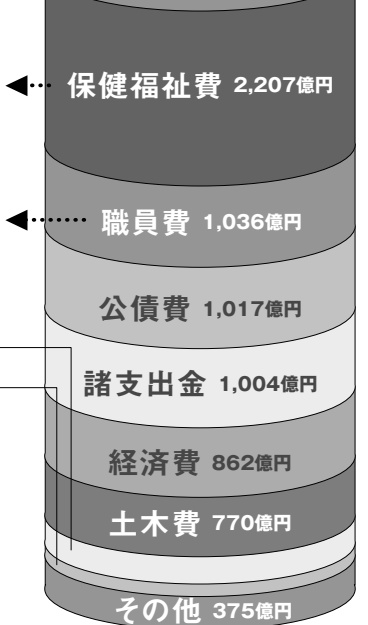 保健福祉費 2,207億円
職員費 1,036億円
公債費 1,017億円
諸支出金 1,004億円
経済費 862億円
土木費 770億円
その他 375億円